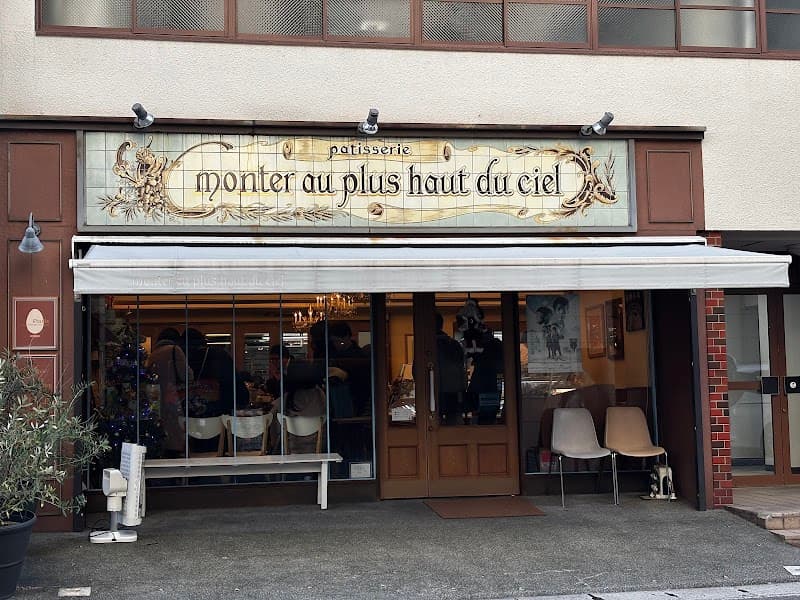 patisserie
monter au plus haut du ciel
monter au plus haut du ciel